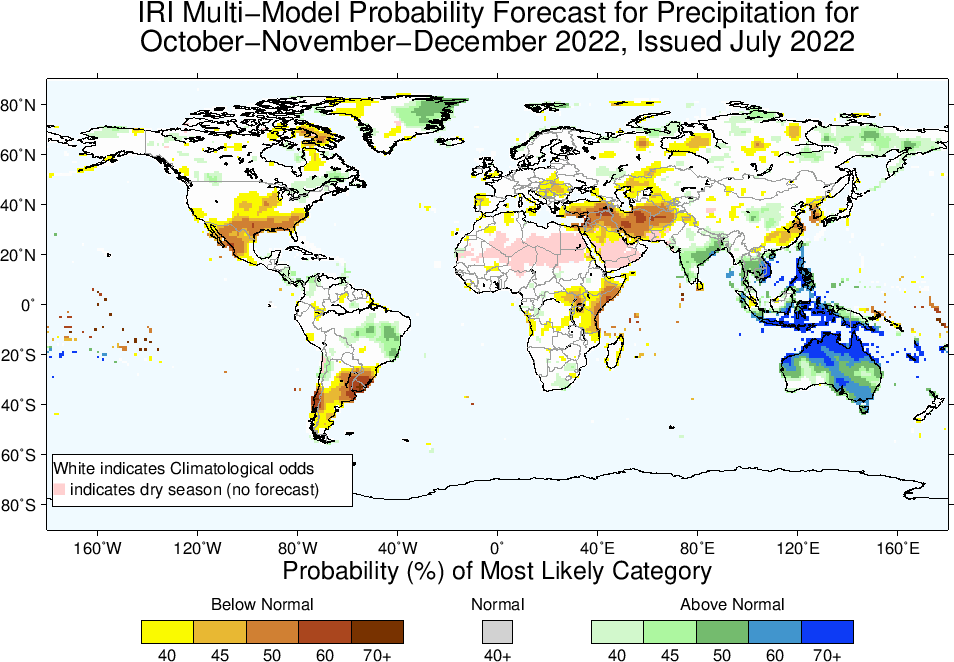 IRI Multi−Model Probability Forecast for Precipitation for
October−November−December 2022, Issued July 2022
80˚N
60˚N
40˚N
20˚N
0˚
20˚S
40˚S
60˚S
80˚S
White indicates Climatological odds
indicates dry season (no forecast)
160˚W 120˚W 80˚W 40˚W 0˚ 40˚E 80˚E 120˚E 160˚E
Probability (%) of Most Likely Category
Below Normal Normal Above Normal
40 45 50 60 70+ 40+ 40 45 50 60 70+